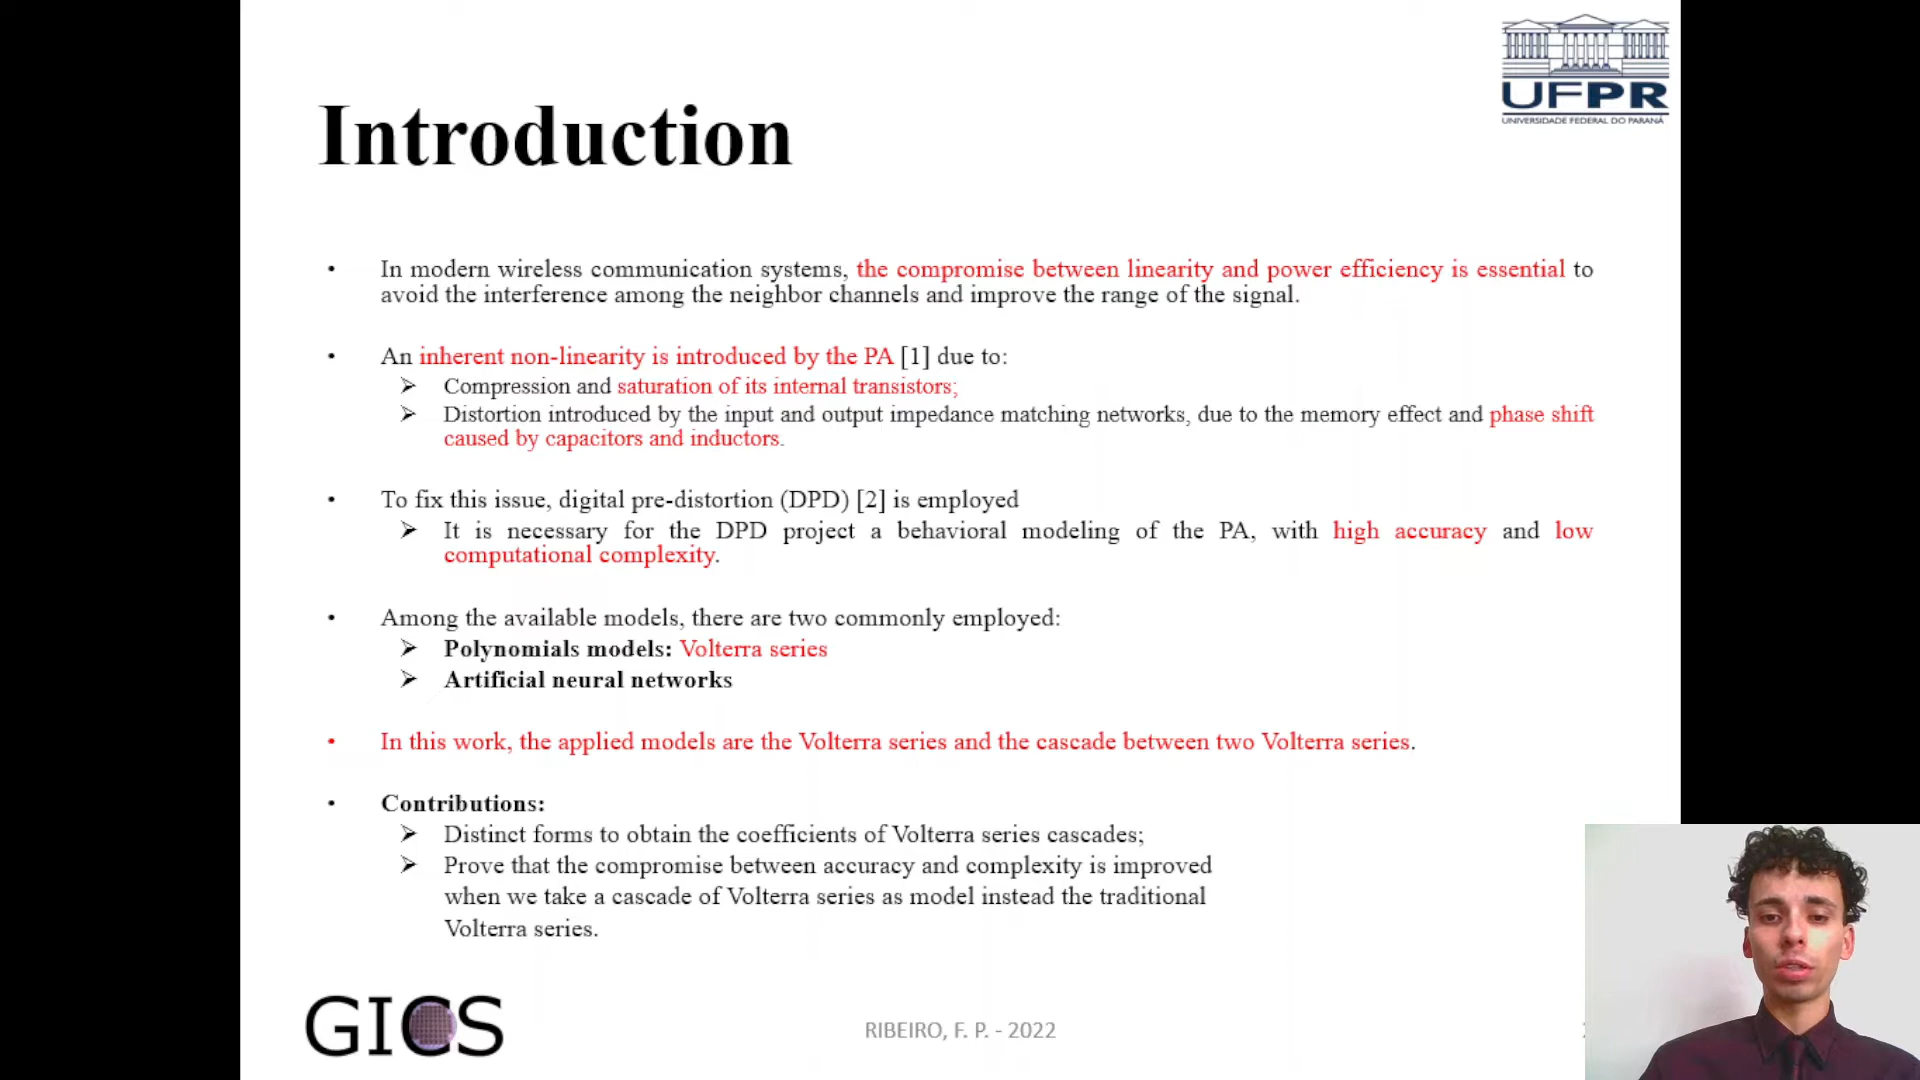 UFPR
UNIVERSIDADE FEDERAL DO PARANÁ
Introduction
• In modern wireless communication systems, the compromise between linearity and power efficiency is essential to
avoid the interference among the neighbor channels and improve the range of the signal.
• An inherent non-linearity is introduced by the PA [1] due to:
➢ Compression and saturation of its internal transistors;
➢ Distortion introduced by the input and output impedance matching networks, due to the memory effect and phase shift
caused by capacitors and inductors.
• To fix this issue, digital pre-distortion (DPD) [2] is employed
➢ It is necessary for the DPD project a behavioral modeling of the PA, with high accuracy and low
computational complexity.
• Among the available models, there are two commonly employed:
➢ Polynomials models: Volterra series
➢ Artificial neural networks
• In this work, the applied models are the Volterra series and the cascade between two Volterra series.
• Contributions:
➢ Distinct forms to obtain the coefficients of Volterra series cascades;
➢ Prove that the compromise between accuracy and complexity is improved
when we take a cascade of Volterra series as model instead the traditional
Volterra series.
GICS
RIBEIRO, F. P. - 2022